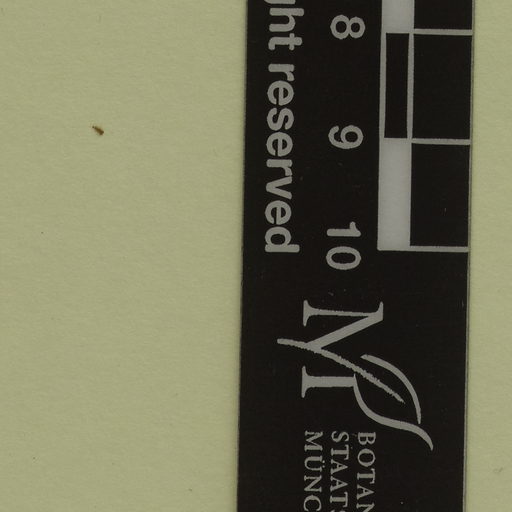 ght reserved
8
9
10
BOTAN
STAATS
MÜNC